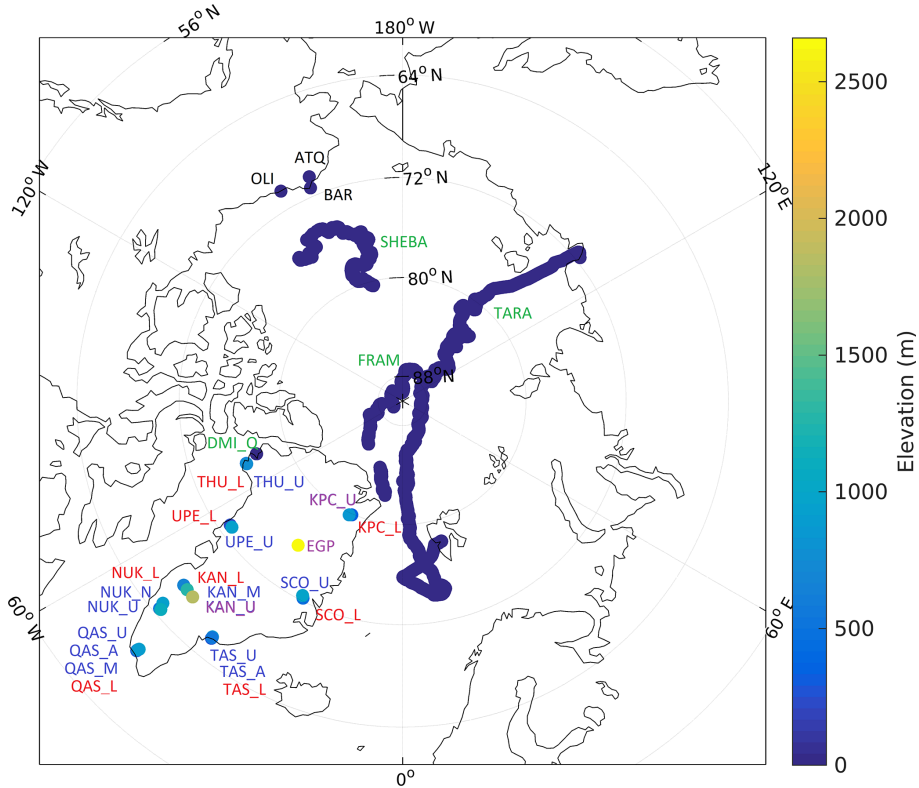 56° N
180° W
64° N
120° W
120° E
ATQ
OLI
72° N
BAR
SHEBA
80° N
TARA
FRAM
88° N
DMI_O
THU_L THU_U
KPC_U
UPE_L
KPC_L
UPE_U
EGP
NUK_L
KAN_L
SCO_U
NUK_N
KAN_M
NUK_U
KAN_U
SCO_L
60° W
60° E
QAS_U
QAS_A
TAS_U
QAS_M
TAS_A
QAS_L
TAS_L
0°
2500
2000
1500
1000
500
0
Elevation (m)